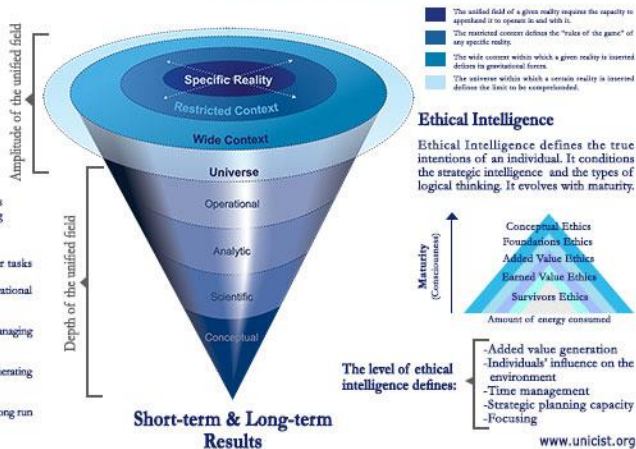 The unified field of a given reality requires the capacity to
apprehend it to operate in and with it.
The restricted context defines the "rules of the game" of
any specific reality.
The wide context within which a given reality is inserted
defines its gravitational forces.
The universe within which a certain reality is inserted
defines the limit to be comprehended.
Amplitude of the unified field
Specific Reality
Restricted Context
Wide Context
Universe
Depth of the unified field
Operational
Analytic
Scientific
Conceptual
Short-term & Long-term
Results
r tasks
rational
anaging
nerating
ong run
Ethical Intelligence
Ethical Intelligence defines the true
intentions of an individual. It conditions
the strategic intelligence and the types of
logical thinking. It evolves with maturity.
Maturity
(Consciousness)
Conceptual Ethics
Foundations Ethics
Added Value Ethics
Earned Value Ethics
Survivors Ethics
Amount of energy consumed
The level of ethical
intelligence defines:
-Added value generation
-Individuals' influence on the
environment
-Time management
-Strategic planning capacity
-Focusing
www.unicist.org